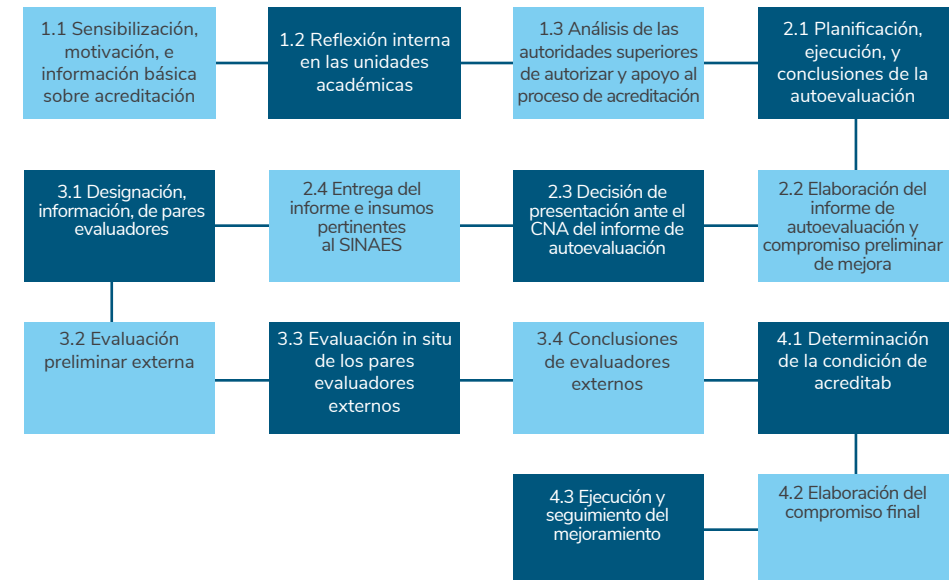 1.1 Sensibilización,
motivación, e
información básica
sobre acreditación
1.2 Reflexión interna
en las unidades
académicas
1.3 Análisis de las
autoridades superiores
de autorizar y apoyo al
proceso de acreditación
2.1 Planificación,
ejecución, y
conclusiones de la
autoevaluación
2.2 Elaboración del
informe de
autoevaluación y
compromiso preliminar
de mejora
2.3 Decisión de
presentación ante el
CNA del informe de
autoevaluación
2.4 Entrega del
informe e insumos
pertinentes
al SINAES
3.1 Designación,
información, de pares
evaluadores
3.2 Evaluación
preliminar externa
3.3 Evaluación in situ
de los pares
evaluadores
externos
3.4 Conclusiones
de evaluadores
externos
4.1 Determinación
de la condición de
acreditab
4.2 Elaboración del
compromiso final
4.3 Ejecución y
seguimiento del
mejoramiento